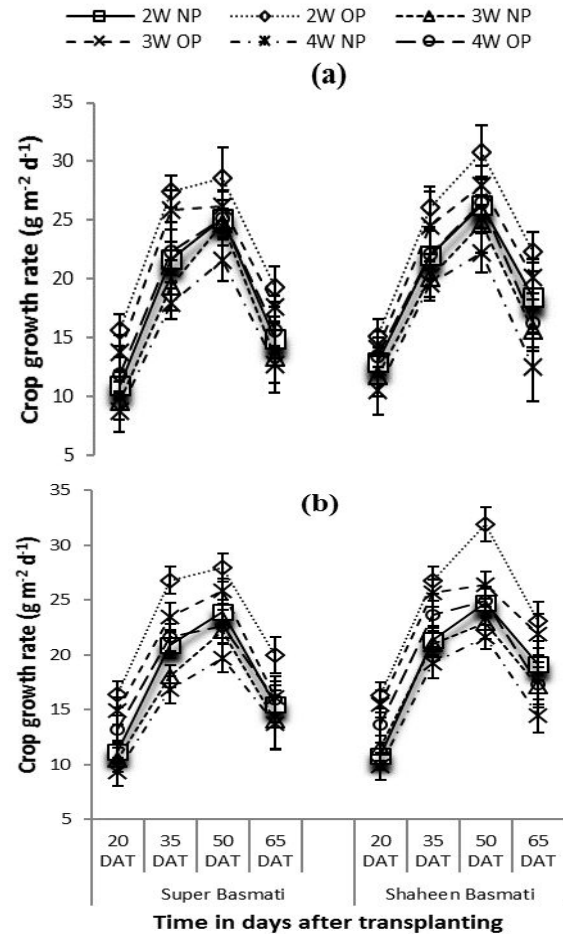 2W NP 2W OP 3W NP
3W OP 4W NP 4W OP
(a)
35
30
25
20
15
10
5
Crop growth rate (g m-2 d-1)
(b)
35
30
25
20
15
10
5
Crop growth rate (g m-2 d-1)
20 35 50 65 20 35 50 65
DAT DAT DAT DAT DAT DAT DAT DAT
Super Basmati Shaheen Basmati
Time in days after transplanting